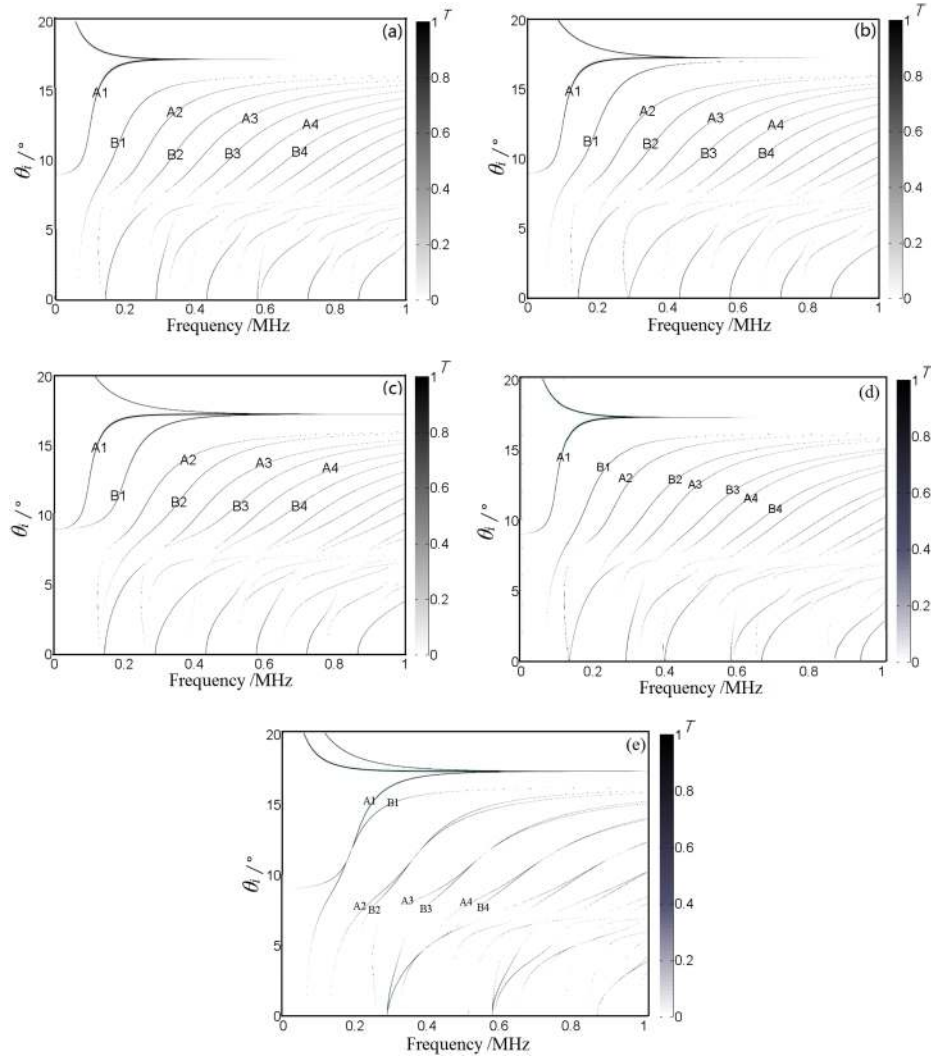 20 (a) 1 T 20 (b) 1 T
A1 A2 A3 A4 A1 A2 A3 A4
B1 B2 B3 B4 B1 B2 B3 B4
15 10 5 0 15 10 5 0
0.8 0.6 0.4 0.2 0 0.8 0.6 0.4 0.2 0
θi /° θi /°
0 0.2 0.4 0.6 0.8 1 0 0.2 0.4 0.6 0.8 1
Frequency /MHz Frequency /MHz
20 (c) 1 T 20 (d) 1 T
A1 A2 A3 A4 A1 B1 A2 B2 A3 B3 A4 B4
B1 B2 B3 B4
15 10 5 0 15 10 5 0
0.8 0.6 0.4 0.2 0 0.8 0.6 0.4 0.2 0
θi /° θi /°
0 0.2 0.4 0.6 0.8 1 0 0.2 0.4 0.6 0.8 1
Frequency /MHz Frequency /MHz
20 (e) 1 T
A1 B1
A2 B2 A3 B3 A4 B4
15 10 5 0
0.8 0.6 0.4 0.2 0
θi /°
0 0.2 0.4 0.6 0.8 1
Frequency /MHz